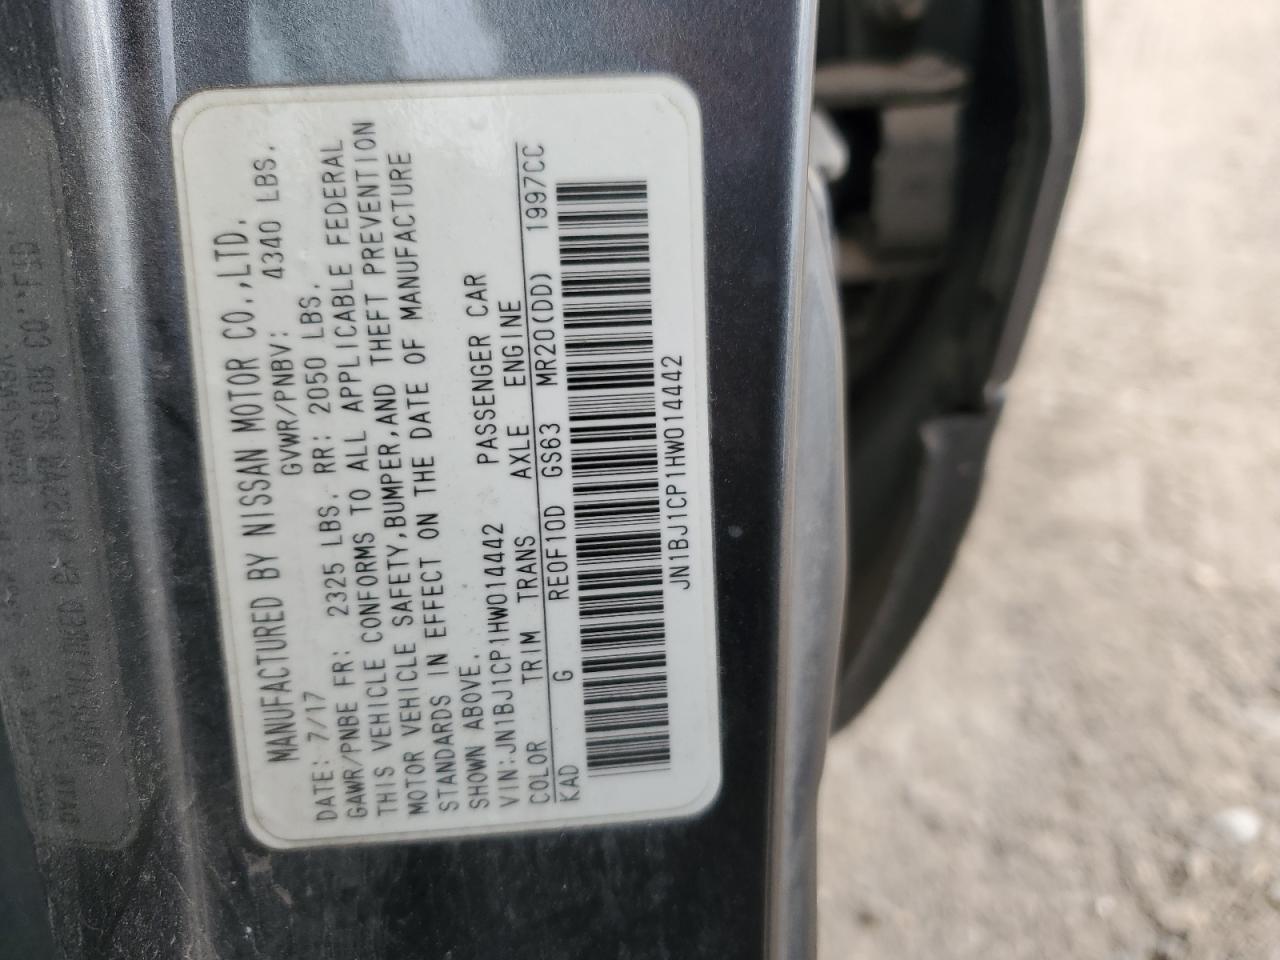 MANUFACTURED BY NISSAN MOTOR CO.,LTD.
DATE: 7/17 GVWR/PNBV: 4340 LBS.
GAWR/PNBE FR: 2325 LBS. RR: 2050 LBS.
THIS VEHICLE CONFORMS TO ALL APPLICABLE FEDERAL
MOTOR VEHICLE SAFETY,BUMPER,AND THEFT PREVENTION
STANDARDS IN EFFECT ON THE DATE OF MANUFACTURE
SHOWN ABOVE.
VIN:JN1BJ1CP1HW014442 PASSENGER CAR
COLOR TRIM TRANS AXLE ENGINE
KAD G RE0F10D GS63 MR20(DD) 1997CC
JN1BJ1CP1HW014442